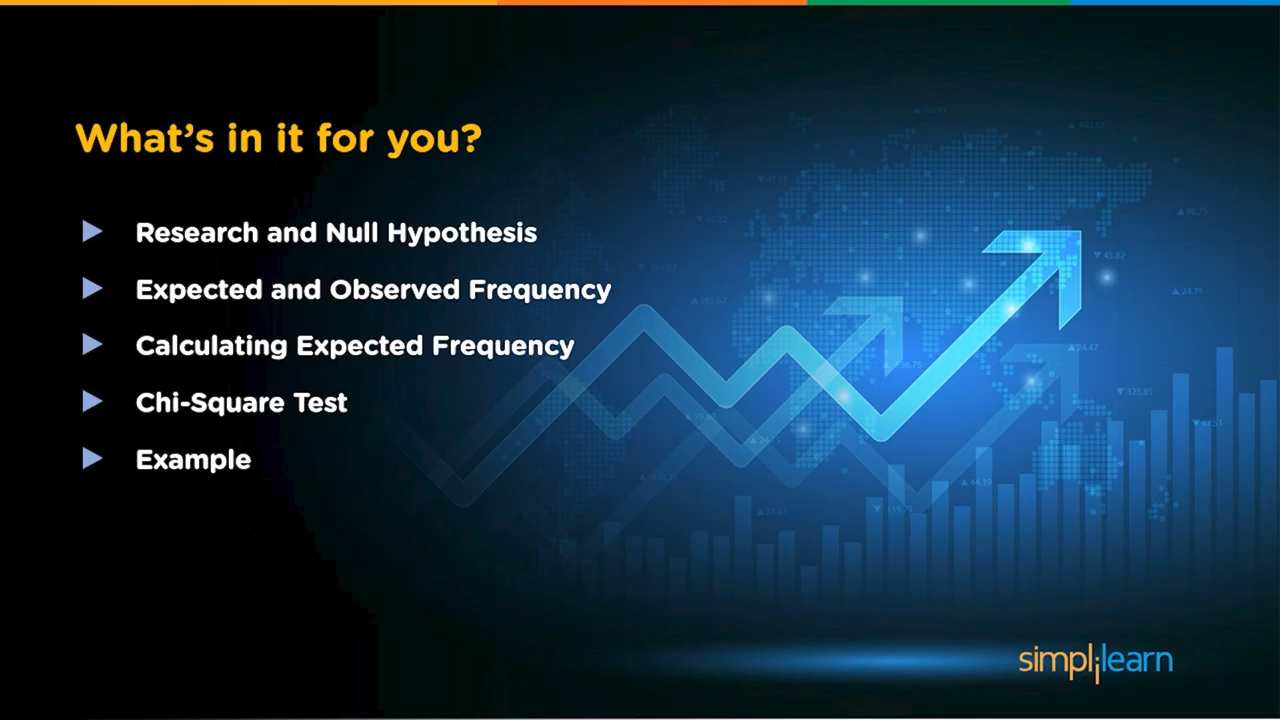 What's in it for you?
Research and Null Hypothesis
Expected and Observed Frequency
Calculating Expected Frequency
Chi-Square Test
Example
simplilearn